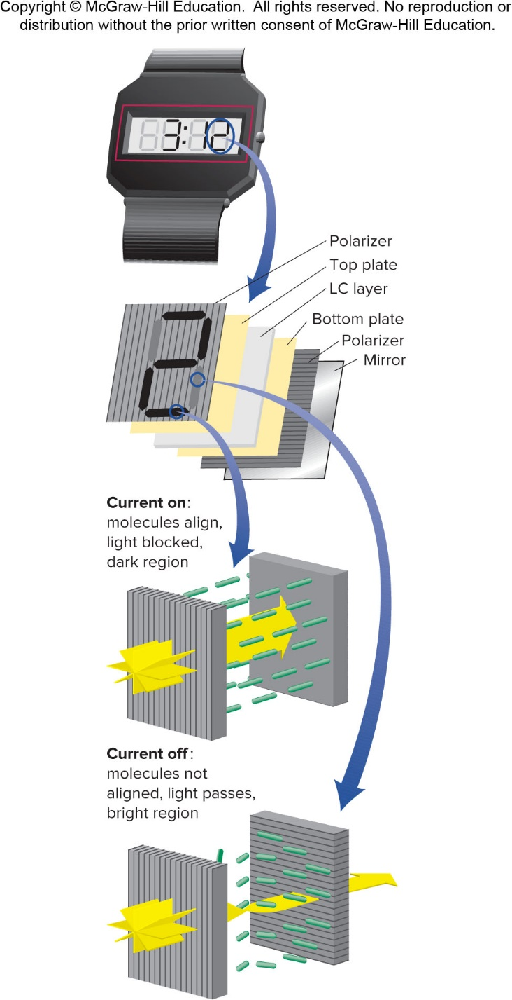 Copyright © McGraw-Hill Education.  All rights reserved. No reproduction or
distribution without the prior written consent of McGraw-Hill Education.
3:12
Polarizer
Top plate
LC layer
Bottom plate
Polarizer
Mirror
Current on:
molecules align,
light blocked,
dark region
Current off:
molecules not
aligned, light passes,
bright region